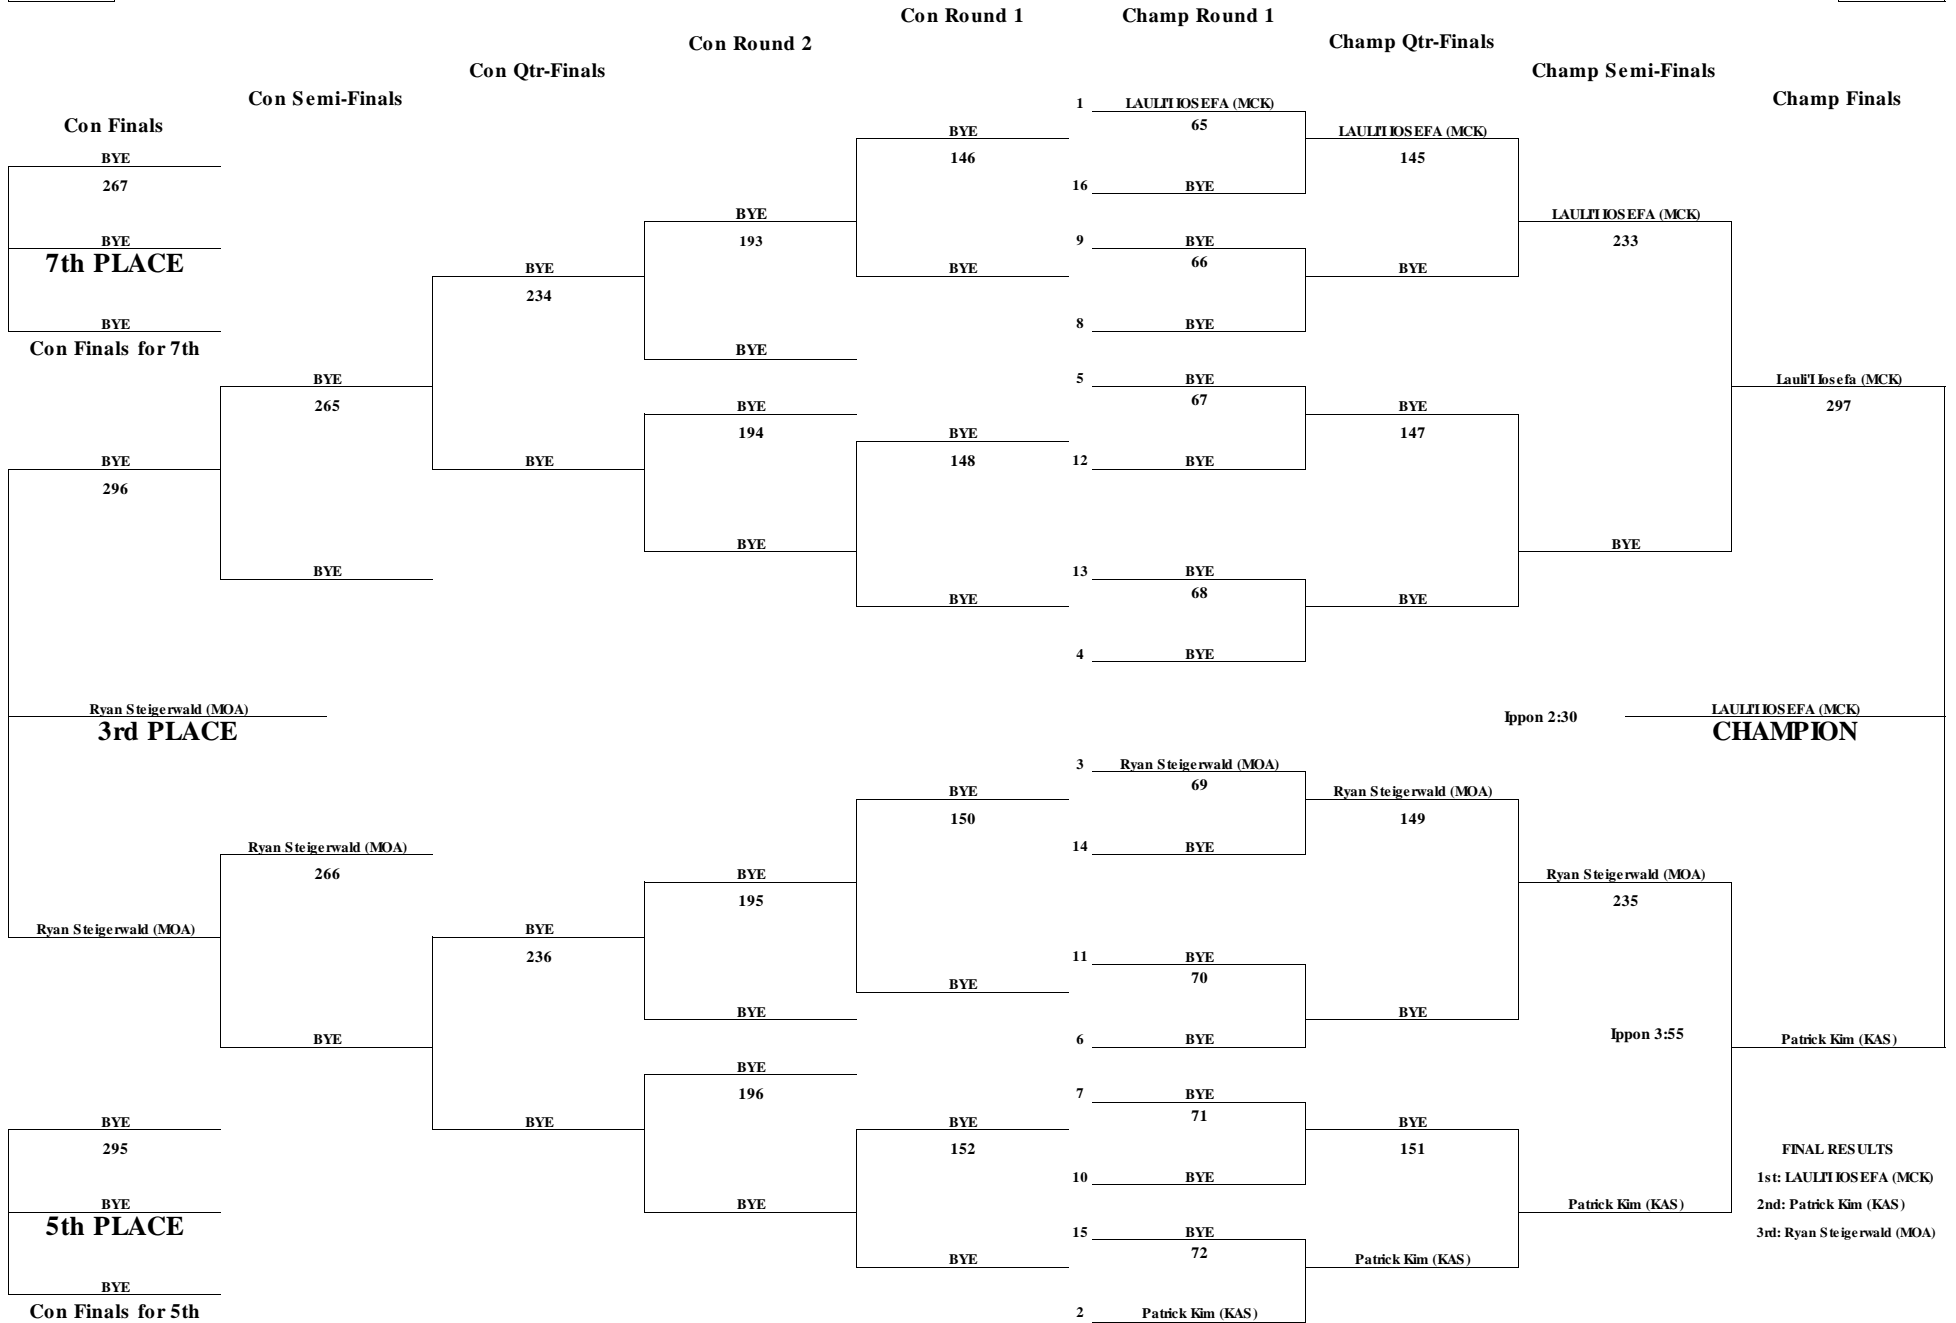 Con Round 1
Champ Round 1
Con Round 2
Champ Qtr-Finals
Con Qtr-Finals
Champ Semi-Finals
Con Semi-Finals
Champ Finals
Con Finals
BYE
267
BYE
7th PLACE
BYE
Con Finals for 7th
BYE
296
Ryan Steigerwald (MOA)
3rd PLACE
Ryan Steigerwald (MOA)
BYE
295
BYE
5th PLACE
BYE
Con Finals for 5th
BYE
265
BYE
Ryan Steigerwald (MOA)
266
BYE
BYE
234
BYE
BYE
236
BYE
BYE
193
BYE
BYE
194
BYE
BYE
195
BYE
BYE
196
BYE
BYE
146
BYE
BYE
148
BYE
BYE
150
BYE
BYE
152
BYE
1 LAULI'I IOSEFA (MCK)
65
16 BYE
9 BYE
66
8 BYE
5 BYE
67
12 BYE
13 BYE
68
4 BYE
3 Ryan Steigerwald (MOA)
69
14 BYE
11 BYE
70
6 BYE
7 BYE
71
10 BYE
15 BYE
72
2 Patrick Kim (KAS)
LAULI'I IOSEFA (MCK)
145
BYE
BYE
147
BYE
Ryan Steigerwald (MOA)
149
BYE
BYE
151
Patrick Kim (KAS)
LAULI'I IOSEFA (MCK)
233
BYE
Ryan Steigerwald (MOA)
235
Ippon 3:55
Patrick Kim (KAS)
Lauli'I Iosefa (MCK)
297
Ippon 2:30
LAULI'I IOSEFA (MCK)
CHAMPION
Patrick Kim (KAS)
FINAL RESULTS
1st: LAULI'I IOSEFA (MCK)
2nd: Patrick Kim (KAS)
3rd: Ryan Steigerwald (MOA)